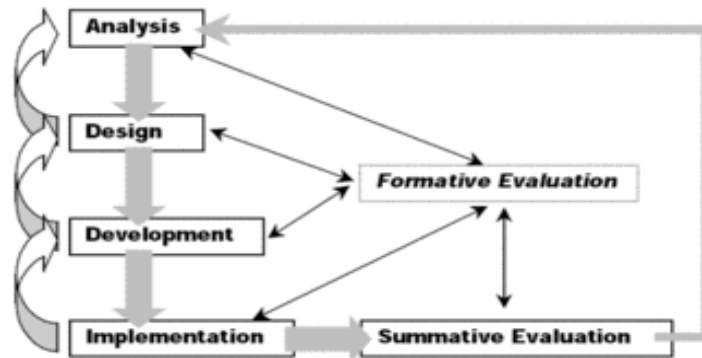 Analysis
Design
Formative Evaluation
Development
Implementation
Summative Evaluation